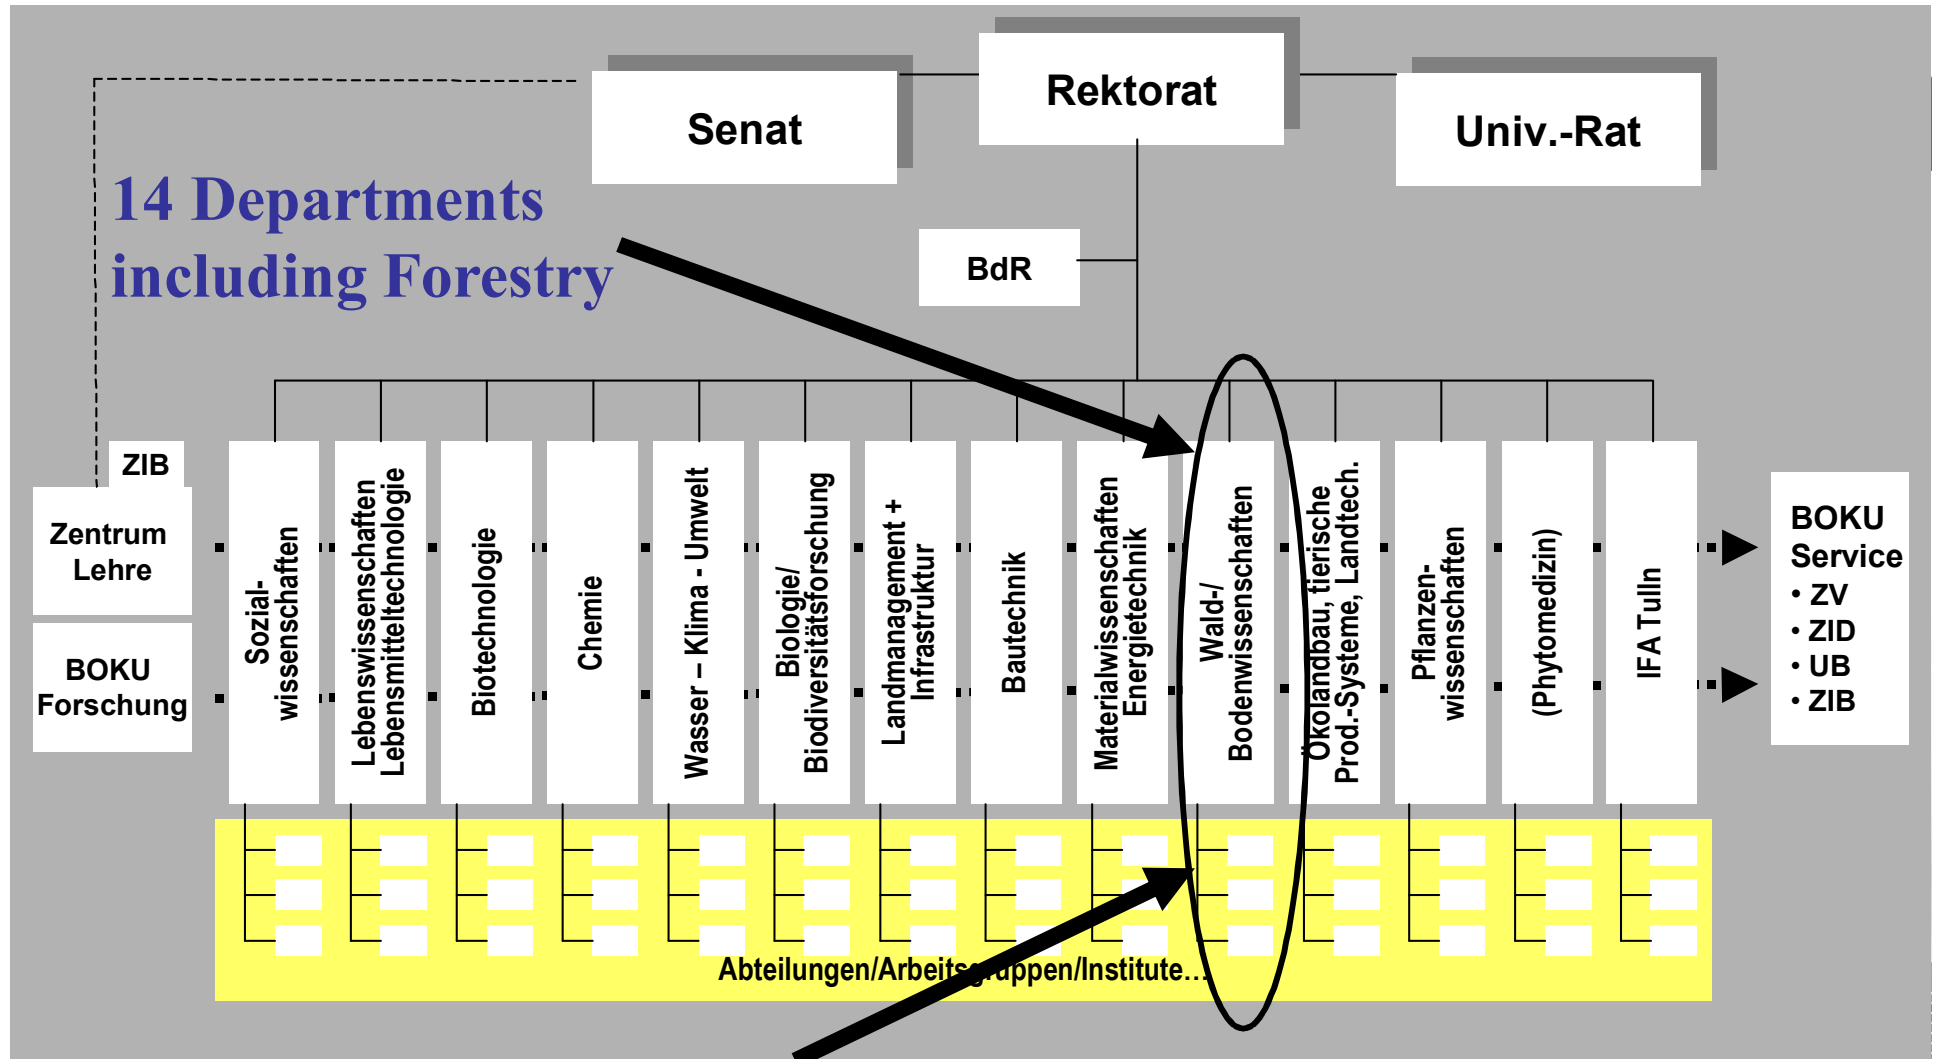 Rektorat
Senat
Univ.-Rat
14 Departments
including Forestry
BdR
ZIB
Zentrum
Lehre
BOKU
Forschung
Sozial-
wissenschaften
Lebenswissenschaften
Lebensmitteltechnologie
Biotechnologie
Chemie
Wasser – Klima - Umwelt
Biologie/
Biodiversitätsforschung
Landmanagement +
Infrastruktur
Bautechnik
Materialwissenschaften
Energietechnik
Wald-/
Bodenwissenschaften
Ökolandbau, tierische
Prod.-Systeme, Landtech.
Pflanzen-
wissenschaften
(Phytomedizin)
IFA Tulln
BOKU
Service
• ZV
• ZID
• UB
• ZIB
Abteilungen/Arbeitsgruppen/Institute…